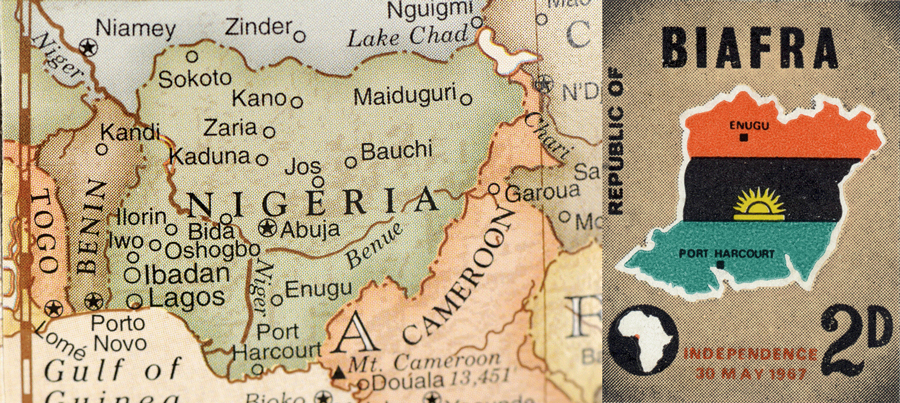 Nguigmi
Niamey
Zinder
Lake Chad
Niger
Sokoto
Kano
Maiduguri
N'D
Zaria
Kandi
Chari
Kaduna
Jos
Bauchi
NIGERIA
Garoua
TOGO
BENIN
Ilorin
Bida
Abuja
Iwo
Oshogbo
Benue
Ibadan
Niger
Enugu
Lagos
CAMEROON
Porto
Novo
Lomé
Port
Harcourt
A
Mt. Cameroon
13,451'
Douala
Gulf of
Guinea
Bioko
C
Sa
F
Ba
REPUBLIC OF
BIAFRA
ENUGU
PORT HARCOURT
INDEPENDENCE
30 MAY 1967
2D